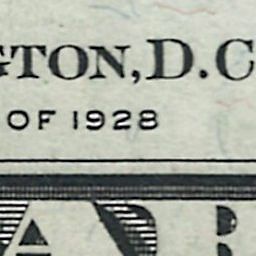 GTON, D.C
OF 1928